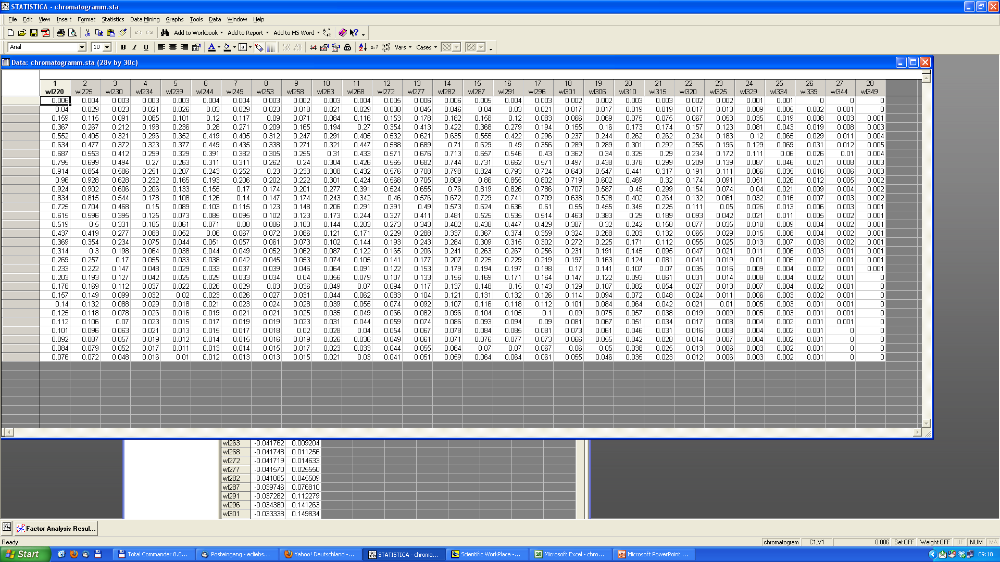 STATISTICA - chromatogramm.sta
File Edit View Insert Format Statistics Data Mining Graphs Tools Data Window Help
Add to Workbook Add to Report Add to MS Word
Arial 10 B I U A Vars Cases
Data: chromatogramm.sta (28v by 30c)
1 2 3 4 5 6 7 8 9 10 11 12 13 14 15 16 17 18 19 20 21 22 23 24 25 26 27 28
wl220 wl225 wl230 wl234 wl239 wl244 wl249 wl253 wl258 wl263 wl268 wl272 wl277 wl282 wl287 wl291 wl296 wl301 wl306 wl310 wl315 wl320 wl325 wl329 wl334 wl339 wl344 wl349
0.006 0.004 0.003 0.003 0.003 0.004 0.004 0.003 0.002 0.003 0.004 0.005 0.006 0.006 0.005 0.004 0.003 0.002 0.002 0.003 0.003 0.002 0.002 0.001 0.001 0 0 0
0.04 0.029 0.023 0.021 0.026 0.03 0.029 0.023 0.018 0.021 0.029 0.038 0.045 0.046 0.04 0.03 0.021 0.017 0.017 0.019 0.019 0.017 0.013 0.009 0.005 0.002 0.001 0
0.159 0.115 0.091 0.085 0.101 0.12 0.117 0.09 0.071 0.084 0.116 0.153 0.178 0.182 0.158 0.12 0.083 0.066 0.069 0.075 0.075 0.067 0.053 0.035 0.019 0.008 0.003 0.001
0.367 0.267 0.212 0.198 0.236 0.28 0.271 0.209 0.165 0.194 0.27 0.354 0.413 0.422 0.368 0.279 0.194 0.155 0.16 0.173 0.174 0.157 0.123 0.081 0.043 0.019 0.008 0.003
0.552 0.405 0.321 0.296 0.352 0.419 0.405 0.312 0.247 0.291 0.405 0.532 0.621 0.635 0.555 0.422 0.296 0.237 0.244 0.262 0.262 0.234 0.183 0.12 0.065 0.029 0.011 0.004
0.634 0.477 0.372 0.323 0.377 0.449 0.435 0.338 0.271 0.321 0.447 0.588 0.689 0.71 0.629 0.49 0.356 0.289 0.289 0.301 0.292 0.255 0.196 0.129 0.069 0.031 0.012 0.005
0.687 0.553 0.412 0.299 0.329 0.391 0.382 0.305 0.255 0.31 0.433 0.571 0.676 0.713 0.657 0.546 0.43 0.362 0.34 0.325 0.29 0.234 0.172 0.111 0.06 0.026 0.01 0.004
0.795 0.699 0.494 0.27 0.263 0.311 0.311 0.262 0.24 0.304 0.426 0.565 0.682 0.744 0.731 0.662 0.571 0.497 0.438 0.378 0.299 0.209 0.139 0.087 0.046 0.021 0.008 0.003
0.914 0.854 0.586 0.251 0.207 0.243 0.252 0.23 0.233 0.308 0.432 0.576 0.708 0.798 0.824 0.793 0.724 0.643 0.547 0.441 0.317 0.191 0.111 0.066 0.035 0.016 0.006 0.003
0.96 0.928 0.628 0.232 0.165 0.193 0.206 0.202 0.222 0.301 0.424 0.568 0.705 0.809 0.86 0.855 0.802 0.719 0.602 0.469 0.32 0.174 0.091 0.051 0.026 0.012 0.005 0.002
0.924 0.902 0.606 0.206 0.133 0.155 0.17 0.174 0.201 0.277 0.391 0.524 0.655 0.76 0.819 0.826 0.786 0.707 0.587 0.45 0.299 0.154 0.074 0.04 0.021 0.009 0.004 0.002
0.834 0.815 0.544 0.178 0.108 0.126 0.14 0.147 0.174 0.243 0.342 0.46 0.576 0.672 0.729 0.741 0.709 0.638 0.528 0.402 0.264 0.132 0.061 0.032 0.016 0.007 0.003 0.002
0.725 0.704 0.468 0.15 0.089 0.103 0.115 0.123 0.148 0.206 0.291 0.391 0.49 0.573 0.624 0.636 0.61 0.55 0.455 0.345 0.225 0.111 0.05 0.026 0.013 0.006 0.003 0.001
0.615 0.596 0.395 0.125 0.073 0.085 0.095 0.102 0.123 0.173 0.244 0.327 0.411 0.481 0.525 0.535 0.514 0.463 0.383 0.29 0.189 0.093 0.042 0.021 0.011 0.005 0.002 0.001
0.519 0.5 0.331 0.105 0.061 0.071 0.08 0.086 0.103 0.144 0.203 0.273 0.343 0.402 0.438 0.447 0.429 0.387 0.32 0.242 0.158 0.077 0.035 0.018 0.009 0.004 0.002 0.001
0.437 0.419 0.277 0.088 0.052 0.06 0.067 0.072 0.086 0.121 0.171 0.229 0.288 0.337 0.367 0.374 0.359 0.324 0.268 0.203 0.132 0.065 0.029 0.015 0.008 0.004 0.002 0.001
0.369 0.354 0.234 0.075 0.044 0.051 0.057 0.061 0.073 0.102 0.144 0.193 0.243 0.284 0.309 0.315 0.302 0.272 0.225 0.171 0.112 0.055 0.025 0.013 0.007 0.003 0.002 0.001
0.314 0.3 0.198 0.064 0.038 0.044 0.049 0.052 0.062 0.087 0.122 0.165 0.206 0.241 0.263 0.267 0.256 0.231 0.191 0.145 0.095 0.047 0.021 0.011 0.006 0.003 0.001 0.001
0.269 0.257 0.17 0.055 0.033 0.038 0.042 0.045 0.053 0.074 0.105 0.141 0.177 0.207 0.225 0.229 0.219 0.197 0.163 0.124 0.081 0.041 0.019 0.01 0.005 0.002 0.001 0.001
0.233 0.222 0.147 0.048 0.029 0.033 0.037 0.039 0.046 0.064 0.091 0.122 0.153 0.179 0.194 0.197 0.198 0.17 0.141 0.107 0.07 0.035 0.016 0.009 0.004 0.002 0.001 0.001
0.203 0.193 0.127 0.042 0.025 0.029 0.033 0.034 0.04 0.056 0.079 0.107 0.133 0.156 0.169 0.171 0.164 0.147 0.122 0.093 0.061 0.031 0.014 0.008 0.004 0.002 0.001 0
0.178 0.169 0.112 0.037 0.022 0.026 0.029 0.03 0.036 0.049 0.07 0.094 0.117 0.137 0.148 0.15 0.143 0.129 0.107 0.082 0.054 0.027 0.013 0.007 0.004 0.002 0.001 0
0.157 0.149 0.099 0.032 0.02 0.023 0.026 0.027 0.031 0.044 0.062 0.083 0.104 0.121 0.131 0.132 0.126 0.114 0.094 0.072 0.048 0.024 0.011 0.006 0.003 0.002 0.001 0
0.14 0.132 0.088 0.029 0.018 0.021 0.023 0.024 0.028 0.039 0.055 0.074 0.092 0.107 0.116 0.118 0.112 0.101 0.084 0.064 0.042 0.021 0.01 0.005 0.003 0.001 0.001 0
0.125 0.118 0.078 0.026 0.016 0.019 0.021 0.021 0.025 0.035 0.049 0.066 0.082 0.096 0.104 0.105 0.1 0.09 0.075 0.057 0.038 0.019 0.009 0.005 0.003 0.001 0.001 0
0.112 0.106 0.07 0.023 0.015 0.017 0.019 0.019 0.023 0.031 0.044 0.059 0.074 0.086 0.093 0.094 0.09 0.081 0.067 0.051 0.034 0.017 0.008 0.004 0.002 0.001 0.001 0
0.101 0.096 0.063 0.021 0.013 0.015 0.017 0.018 0.02 0.028 0.04 0.054 0.067 0.078 0.084 0.085 0.081 0.073 0.061 0.046 0.031 0.016 0.008 0.004 0.002 0.001 0 0
0.092 0.087 0.057 0.019 0.012 0.014 0.015 0.016 0.019 0.026 0.036 0.049 0.061 0.071 0.076 0.077 0.073 0.066 0.055 0.042 0.028 0.014 0.007 0.004 0.002 0.001 0 0
0.084 0.079 0.052 0.017 0.011 0.013 0.014 0.015 0.017 0.023 0.033 0.044 0.055 0.064 0.07 0.07 0.067 0.06 0.05 0.038 0.025 0.013 0.006 0.003 0.002 0.001 0 0
0.076 0.072 0.048 0.016 0.01 0.012 0.013 0.013 0.015 0.021 0.03 0.041 0.051 0.059 0.064 0.064 0.061 0.055 0.046 0.035 0.023 0.012 0.006 0.003 0.002 0.001 0 0
wl263 -0.041762 0.009204
wl268 -0.041748 0.011256
wl272 -0.041719 0.014633
wl277 -0.041570 0.025550
wl282 -0.041085 0.045509
wl287 -0.039746 0.076810
wl291 -0.037282 0.112279
wl296 -0.034380 0.141263
wl301 -0.033338 0.149834
Factor Analysis Resul...
Ready chromatogram C1,V1 0.006 Sel:OFF Weight:OFF UF NUM MA
Start Total Commander 8.0... Posteingang - ecliebs... Yahoo! Deutschland -... STATISTICA - chroma... Scientific WorkPlace -... Microsoft Excel - chro... Microsoft PowerPoint ... 09:18